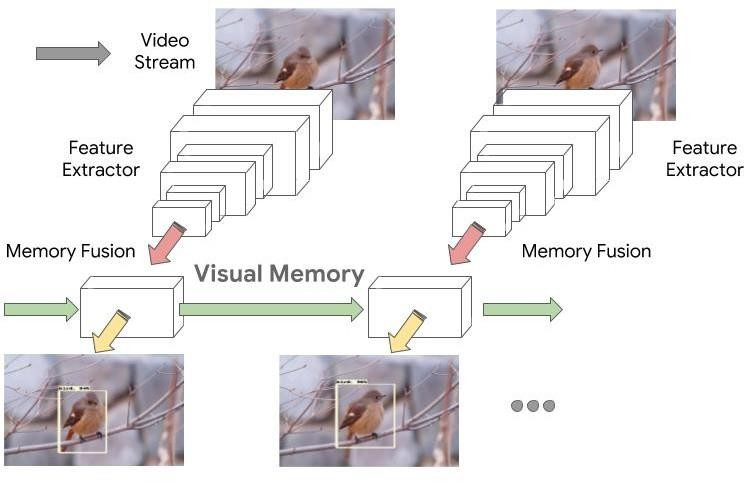 Video
Stream
Feature
Extractor
Feature
Extractor
Memory Fusion
Memory Fusion
Visual Memory